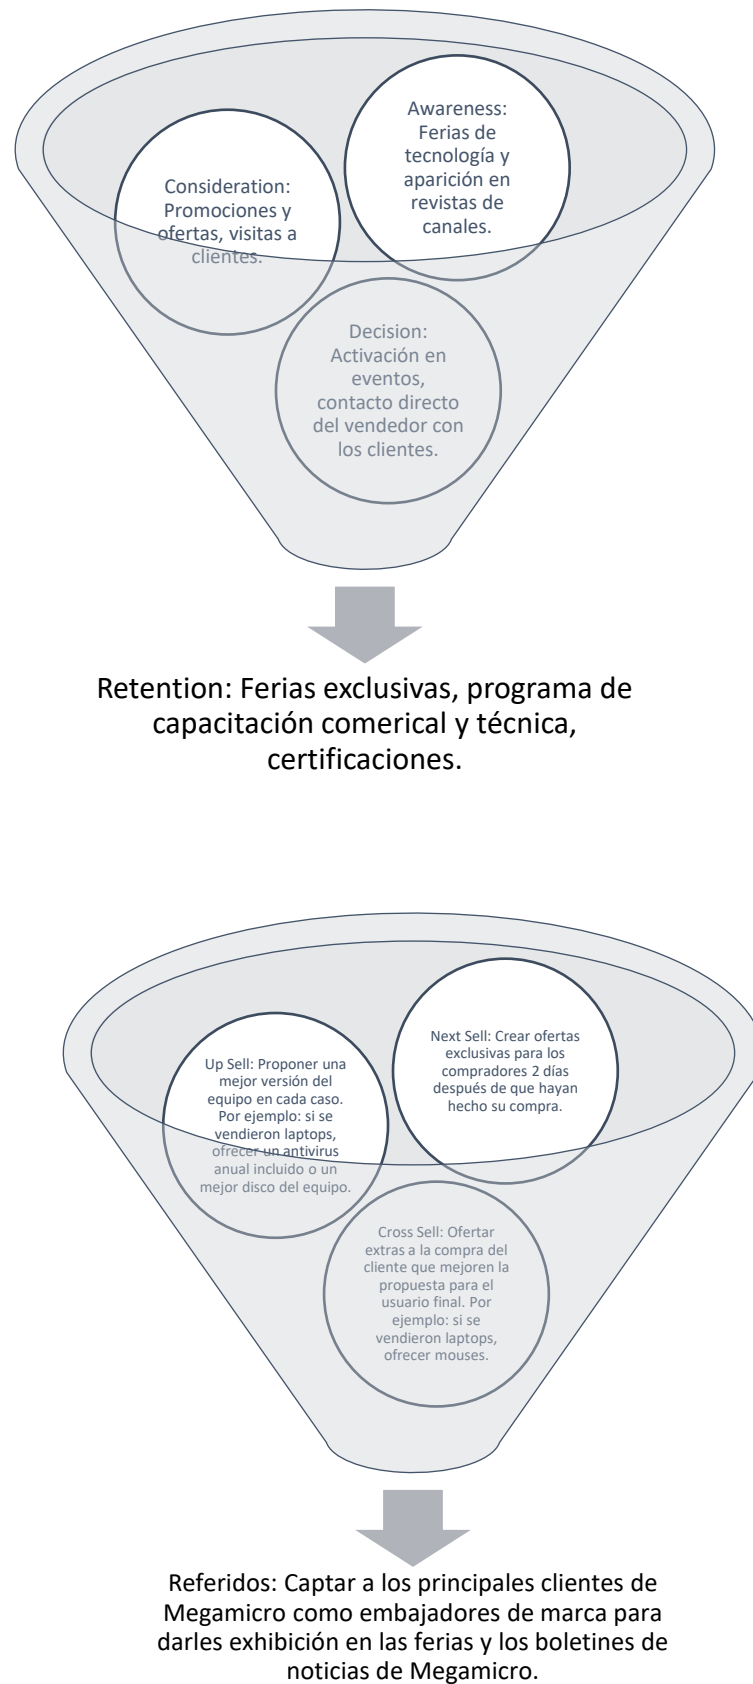 Awareness:
Ferias de
tecnología y
aparición en
revistas de
canales.
Consideration:
Promociones y
ofertas, visitas a
clientes.
Decision:
Activación en
eventos,
contacto directo
del vendedor con
los clientes.
Retention: Ferias exclusivas, programa de
capacitación comerical y técnica,
certificaciones.
Next Sell: Crear ofertas
exclusivas para los
compradores 2 días
después de que hayan
hecho su compra.
Up Sell: Proponer una
mejor versión del
equipo en cada caso.
Por ejemplo: si se
vendieron laptops,
ofrecer un antivirus
anual incluido o un
mejor disco del equipo.
Cross Sell: Ofertar
extras a la compra del
cliente que mejoren la
propuesta para el
usuario final. Por
ejemplo: si se
vendieron laptops,
ofrecer mouses.
Referidos: Captar a los principales clientes de
Megamicro como embajadores de marca para
darles exhibición en las ferias y los boletines de
noticias de Megamicro.